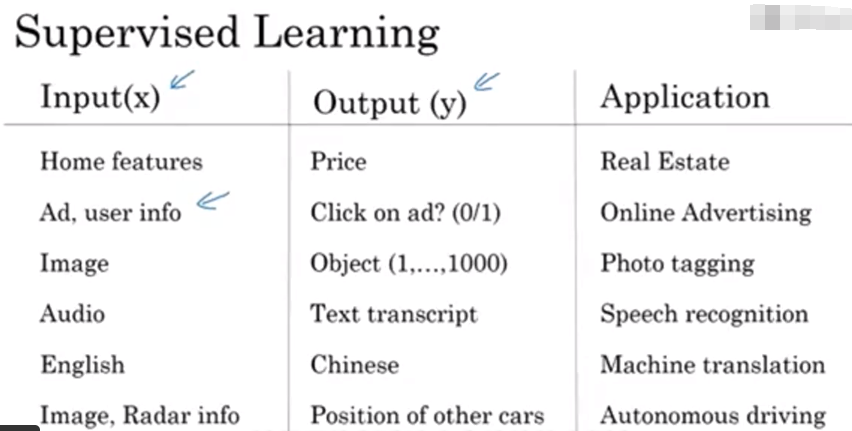 Supervised Learning
Input(x) Output (y) Application
Home features Price Real Estate
Ad, user info Click on ad? (0/1) Online Advertising
Image Object (1,...,1000) Photo tagging
Audio Text transcript Speech recognition
English Chinese Machine translation
Image, Radar info Position of other cars Autonomous driving